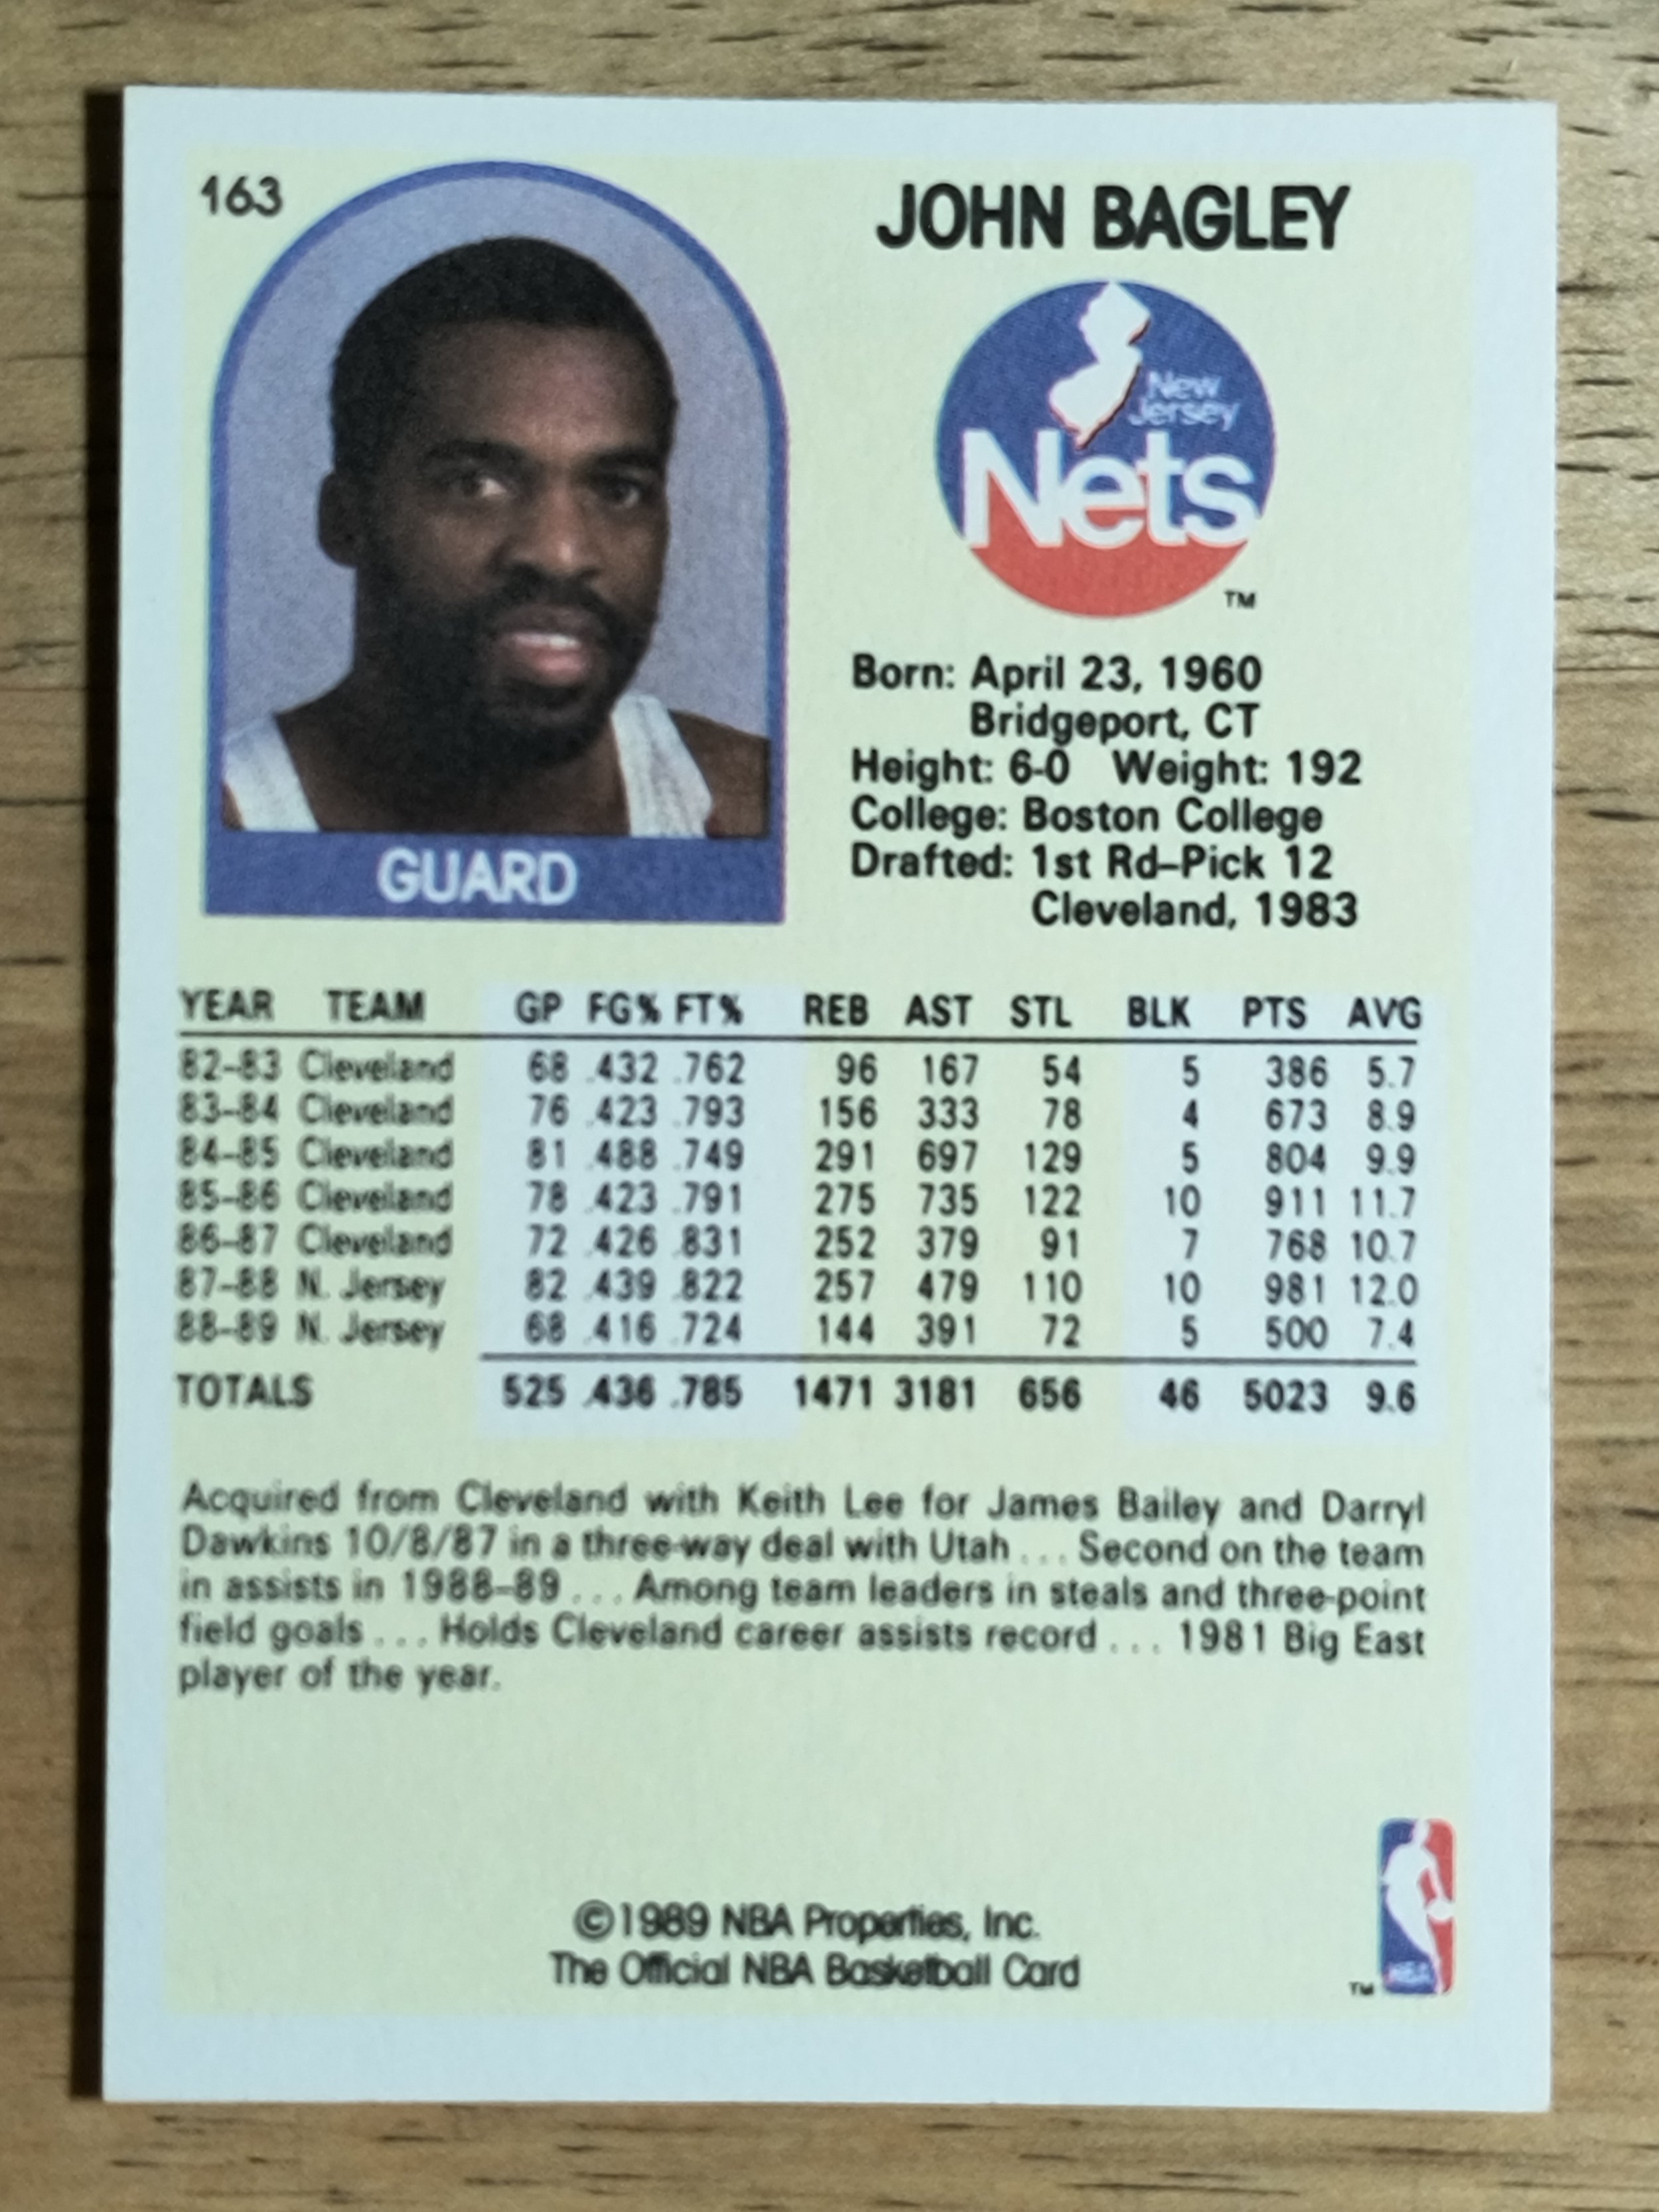 163
JOHN BAGLEY
New
Jersey
Nets
TM
GUARD
Born: April 23, 1960
Bridgeport, CT
Height: 6-0 Weight: 192
College: Boston College
Drafted: 1st Rd–Pick 12
Cleveland, 1983
YEAR TEAM GP FG% FT% REB AST STL BLK PTS AVG
82–83 Cleveland 68 .432 .762 96 167 54 5 386 5.7
83–84 Cleveland 76 .423 .793 156 333 78 4 673 8.9
84–85 Cleveland 81 .488 .749 291 697 129 5 804 9.9
85–86 Cleveland 78 .423 .791 275 735 122 10 911 11.7
86–87 Cleveland 72 .426 .831 252 379 91 7 768 10.7
87–88 N. Jersey 82 .439 .822 257 479 110 10 981 12.0
88–89 N. Jersey 68 .416 .724 144 391 72 5 500 7.4
TOTALS 525 .436 .785 1471 3181 656 46 5023 9.6
Acquired from Cleveland with Keith Lee for James Bailey and Darryl
Dawkins 10/8/87 in a three-way deal with Utah . . . Second on the team
in assists in 1988–89 . . . Among team leaders in steals and three-point
field goals . . . Holds Cleveland career assists record . . . 1981 Big East
player of the year.
©1989 NBA Properties, Inc.
The Official NBA Basketball Card
TM
NBA